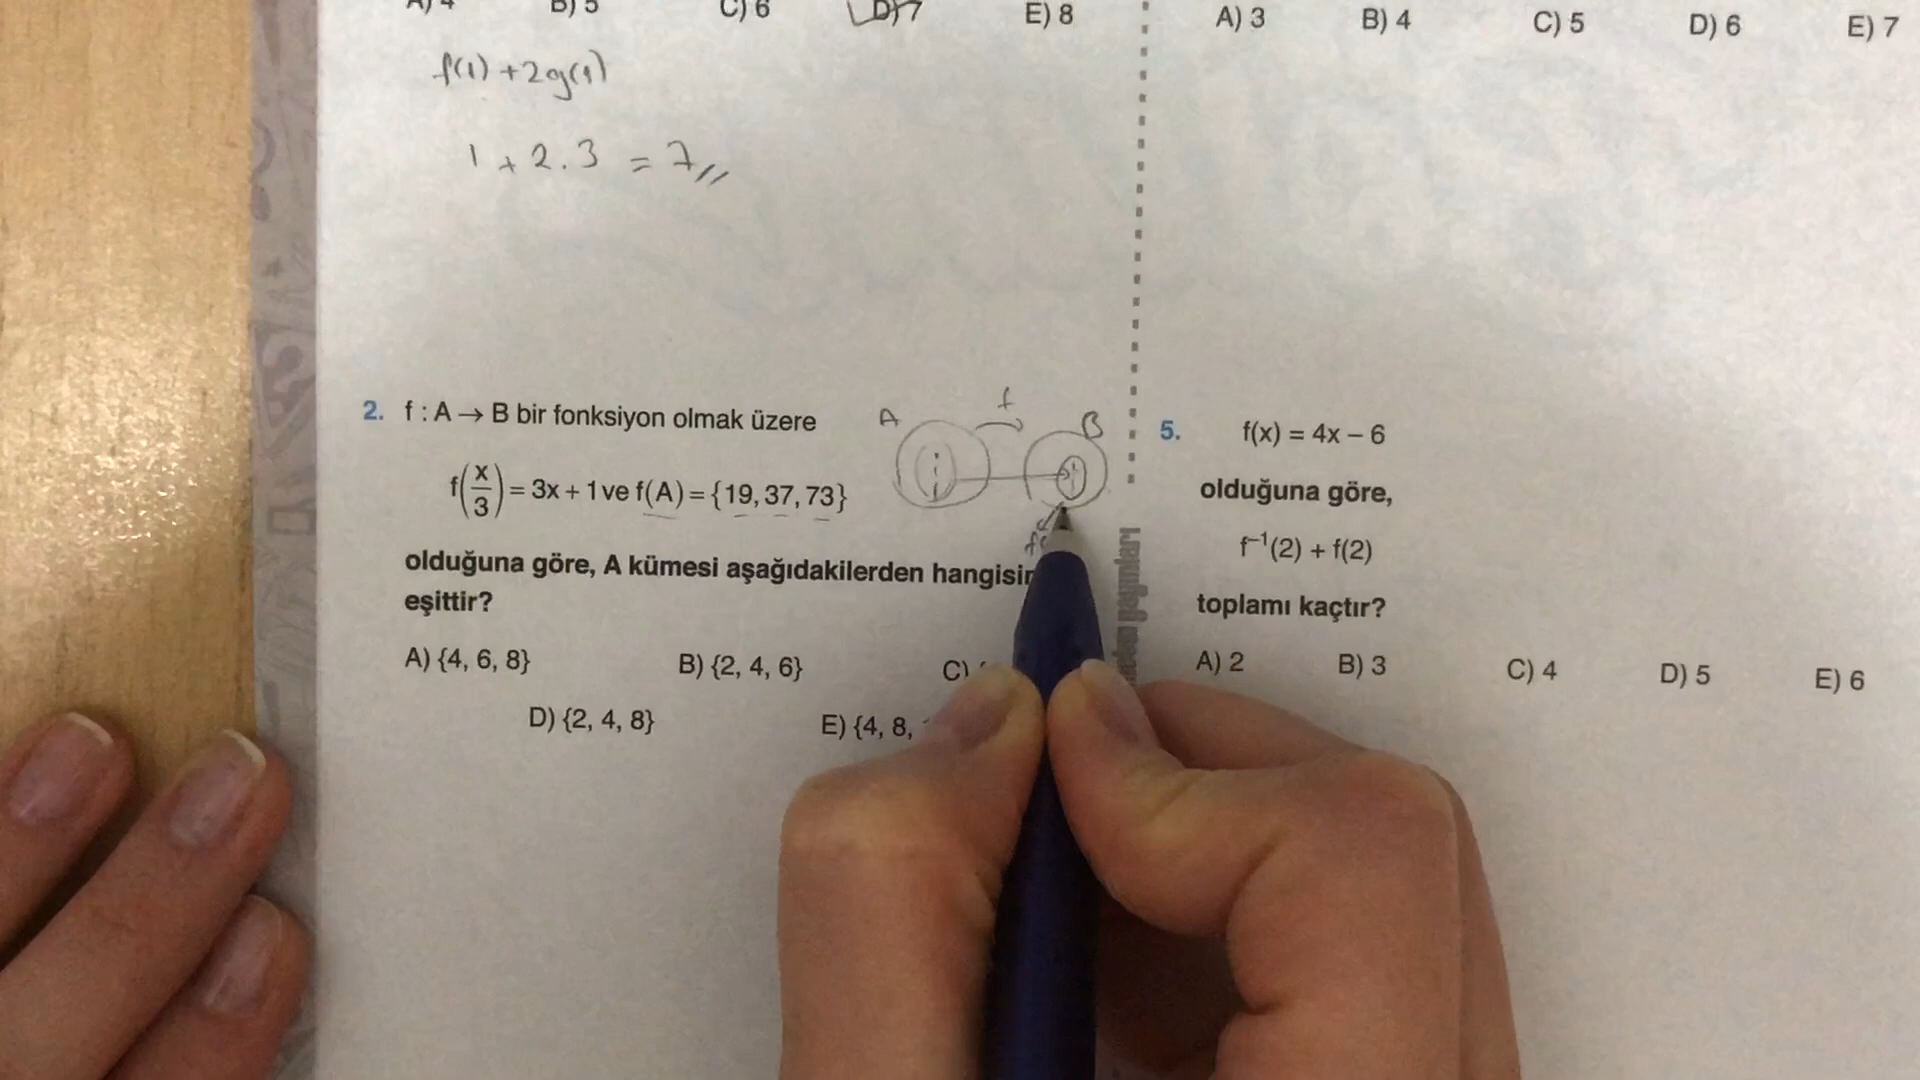 A) 4 B) 5 C) 6 D) 7 E) 8
f(1) + 2g(1)
1 + 2.3 = 7
2. f : A → B bir fonksiyon olmak üzere
f(x/3) = 3x + 1 ve f(A) = {19, 37, 73}
olduğuna göre, A kümesi aşağıdakilerden
eşittir?
A) {4, 6, 8} B) {2, 4, 6} C)
D) {2, 4, 8} E) {4, 8,
A f B
A) 3 B) 4 C) 5 D) 6 E) 7
5. f(x) = 4x – 6
olduğuna göre,
f⁻¹(2) + f(2)
toplamı kaçtır?
A) 2 B) 3 C) 4 D) 5 E) 6